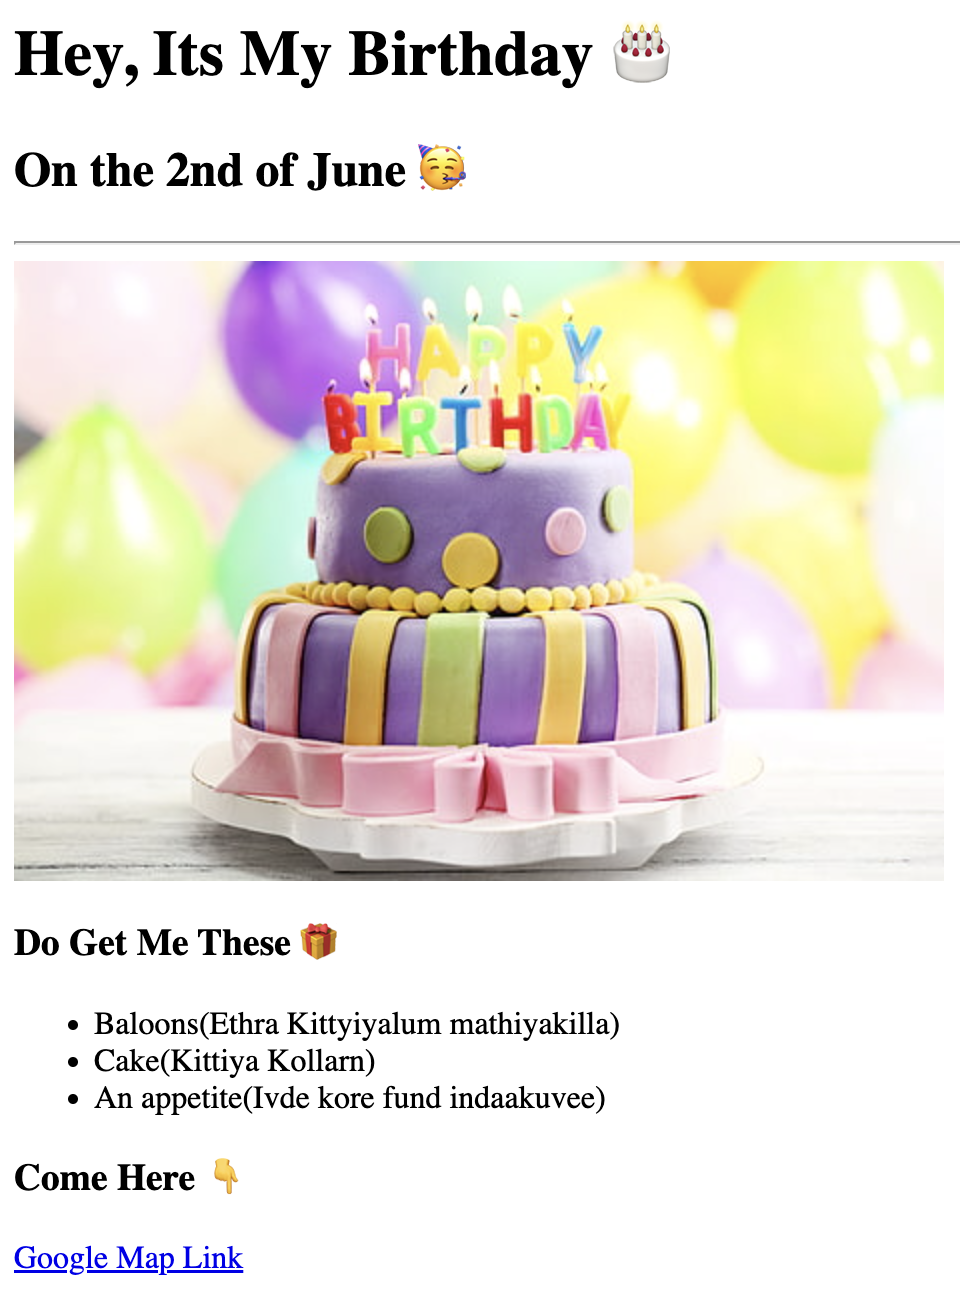 Hey, Its My Birthday 🎂
On the 2nd of June 🥳
HAPPY
BIRTHDAY
Do Get Me These 🎁
• Baloons(Ethra Kittyiyalum mathiyakilla)
• Cake(Kittiya Kollarn)
• An appetite(Ivde kore fund indaakuvee)
Come Here 👇
Google Map Link